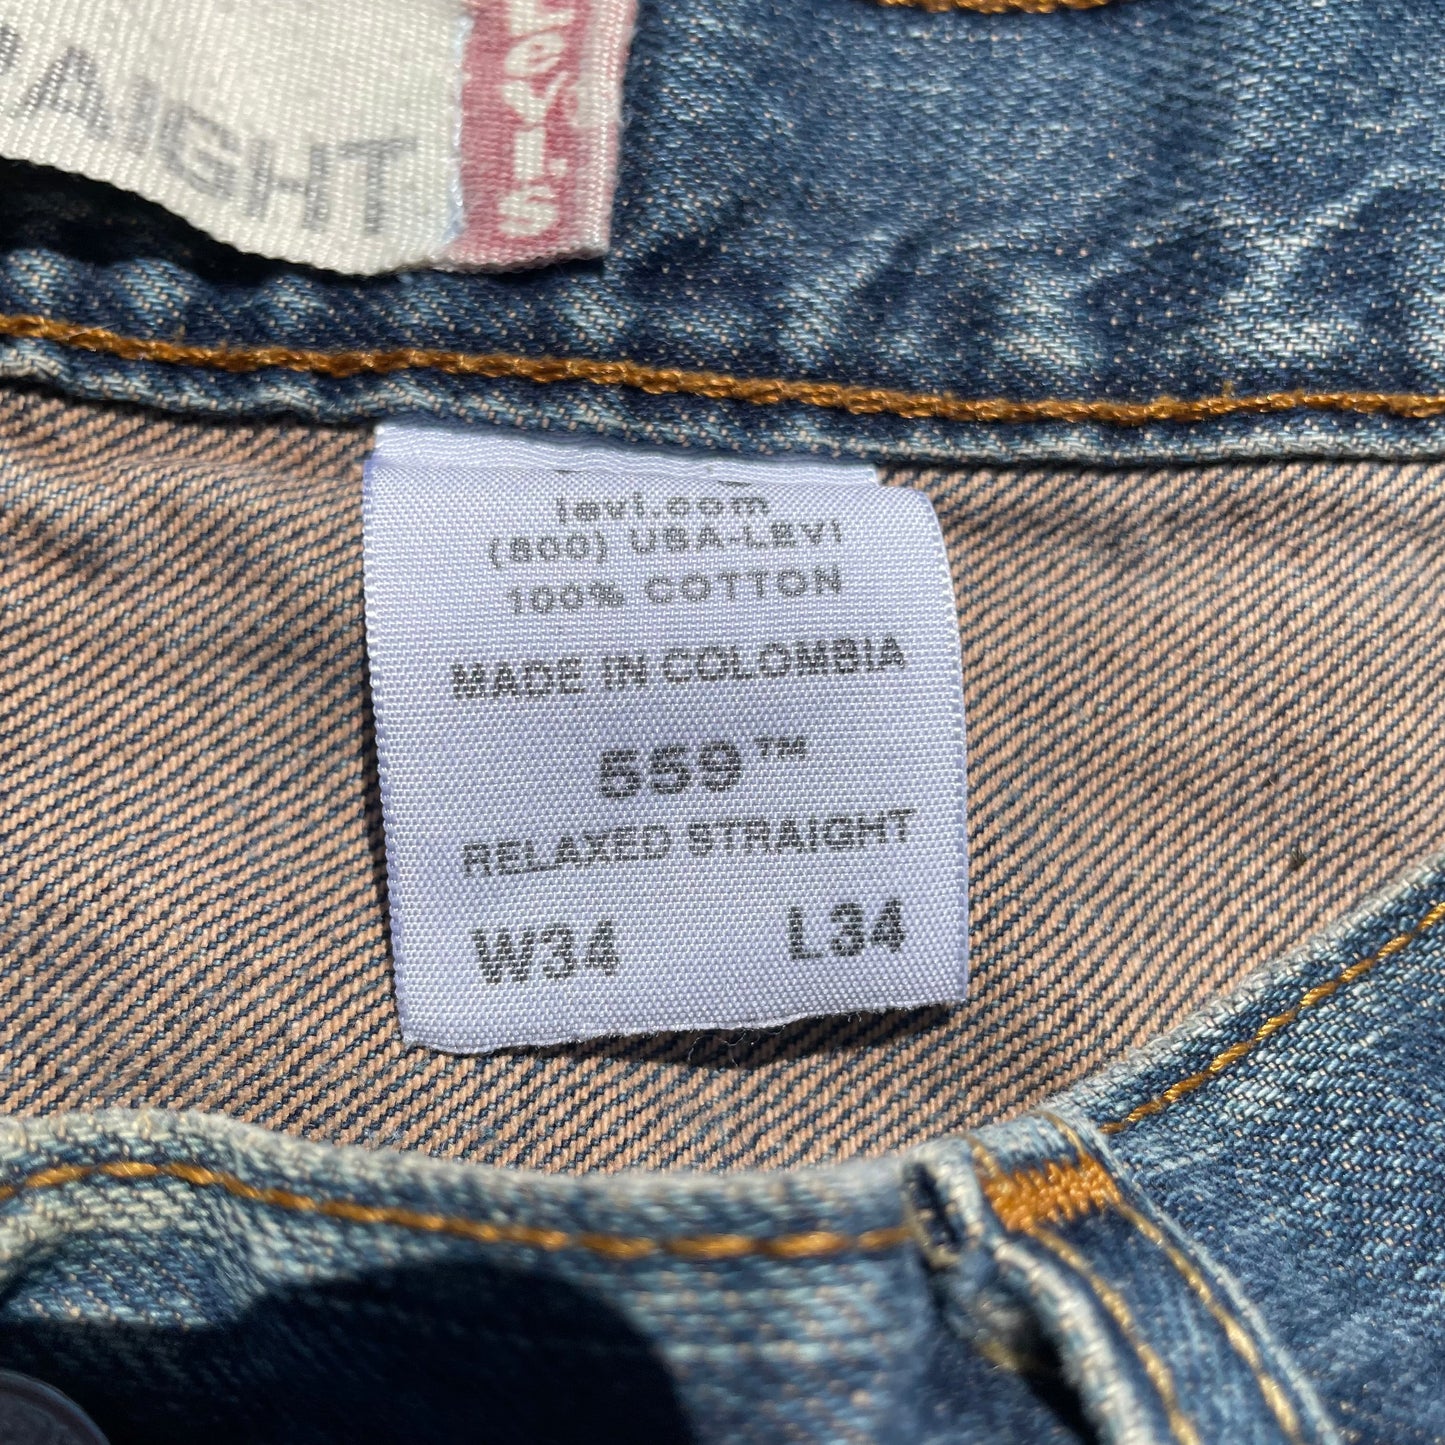 RAIGHT
LEVI'S
levi.com
(800) USA-LEVI
100% COTTON
MADE IN COLOMBIA
559™
RELAXED STRAIGHT
W34 L34